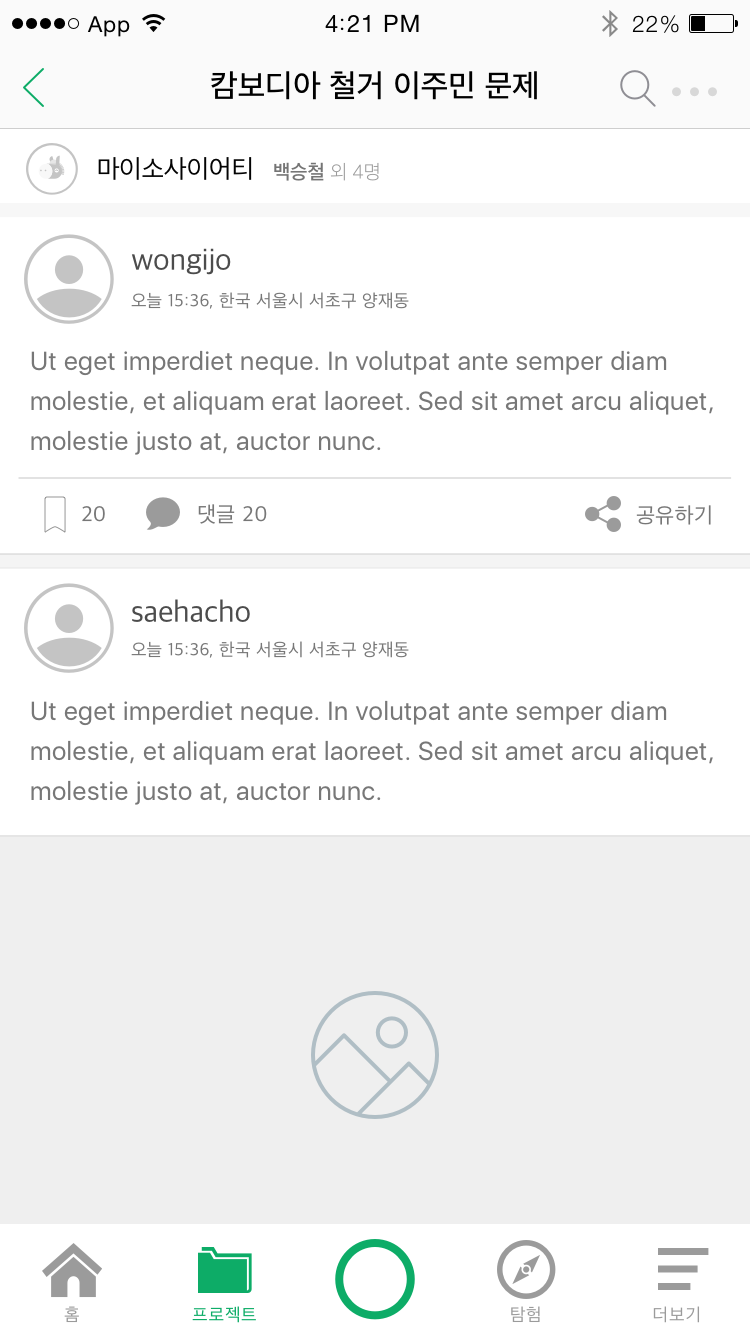 App 4:21 PM 22%
캄보디아 철거 이주민 문제
마이소사이어티 백승철 외 4명
wongijo
오늘 15:36, 한국 서울시 서초구 양재동
Ut eget imperdiet neque. In volutpat ante semper diam
molestie, et aliquam erat laoreet. Sed sit amet arcu aliquet,
molestie justo at, auctor nunc.
20 댓글 20 공유하기
saehacho
오늘 15:36, 한국 서울시 서초구 양재동
Ut eget imperdiet neque. In volutpat ante semper diam
molestie, et aliquam erat laoreet. Sed sit amet arcu aliquet,
molestie justo at, auctor nunc.
홈 프로젝트 탐험 더보기